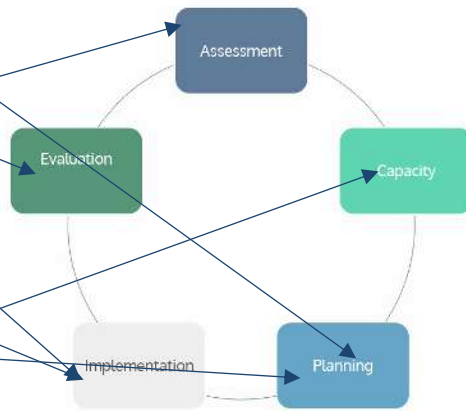 Assessment
Evaluation
Capacity
Implementation
Planning